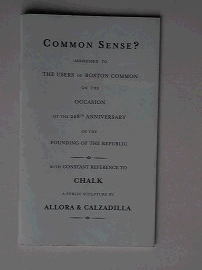 COMMON SENSE?
ADDRESSED TO
THE USERS OF BOSTON COMMON
ON THE
OCCASION
OF THE 226TH ANNIVERSARY
OF THE
FOUNDING OF THE REPUBLIC
WITH CONSTANT REFERENCE TO
CHALK
A PUBLIC SCULPTURE BY
ALLORA & CALZADILLA